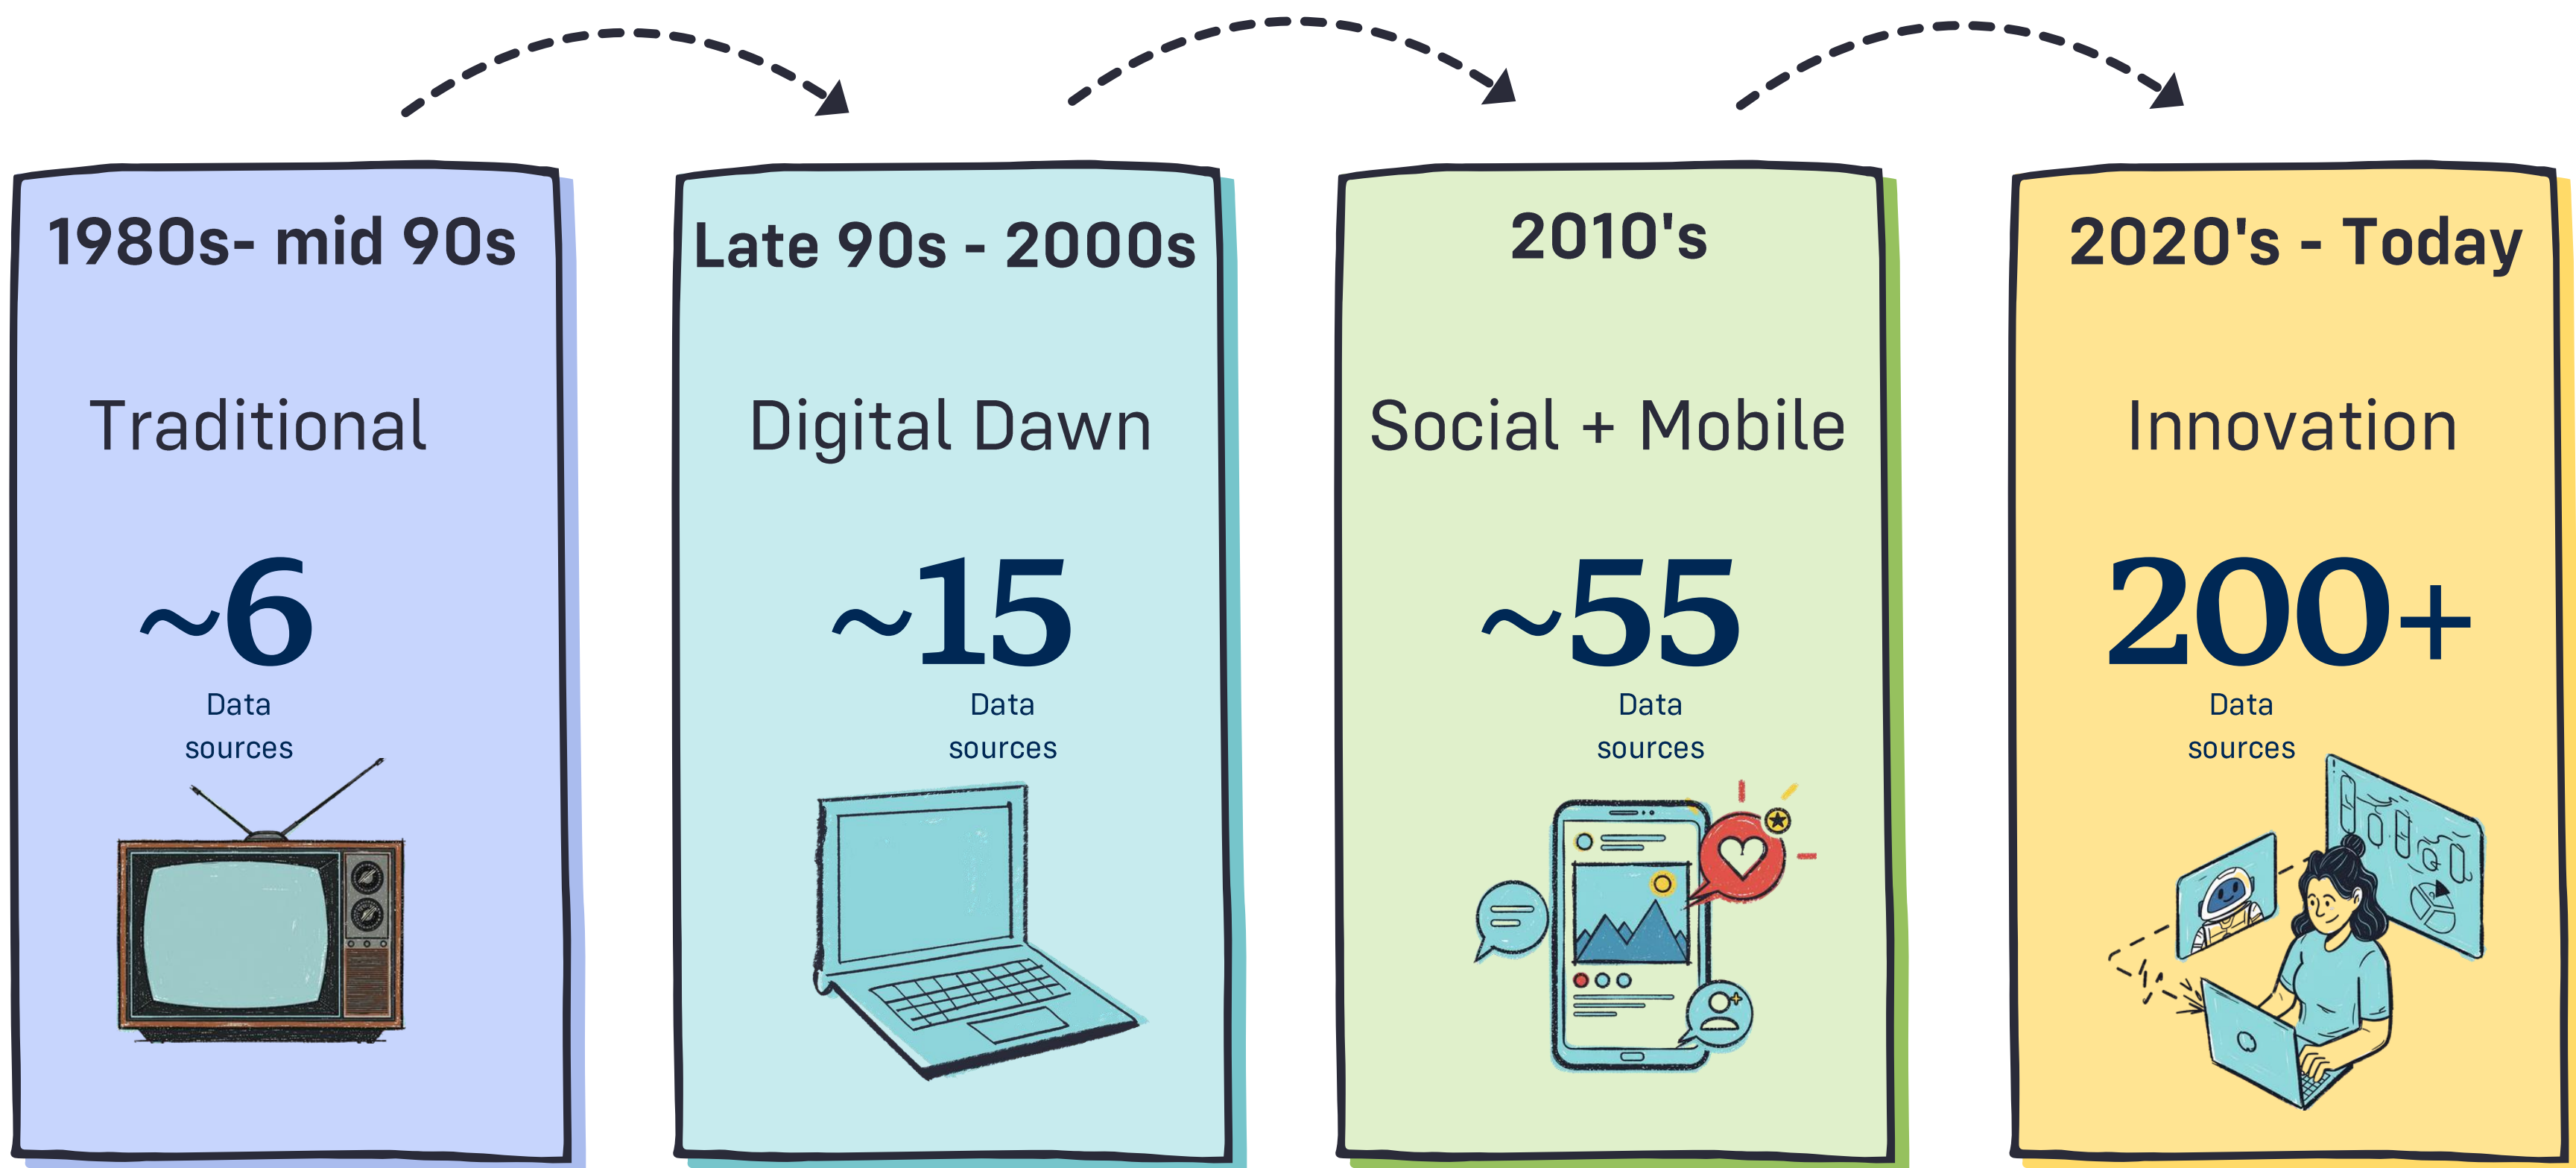 1980s- mid 90s
Traditional
~6
Data
sources
Late 90s - 2000s
Digital Dawn
~15
Data
sources
2010's
Social + Mobile
~55
Data
sources
2020's - Today
Innovation
200+
Data
sources